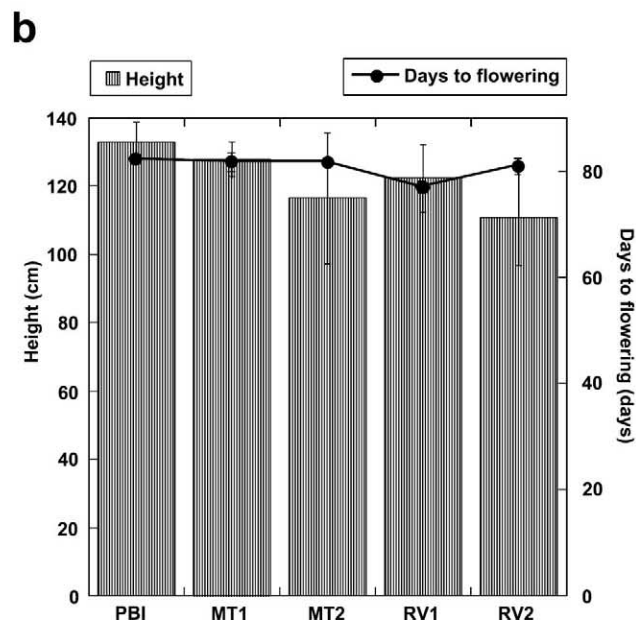 b
Height
Days to flowering
140
120
100
80
60
40
20
0
Height (cm)
80
60
40
20
0
Days to flowering (days)
PBI MT1 MT2 RV1 RV2